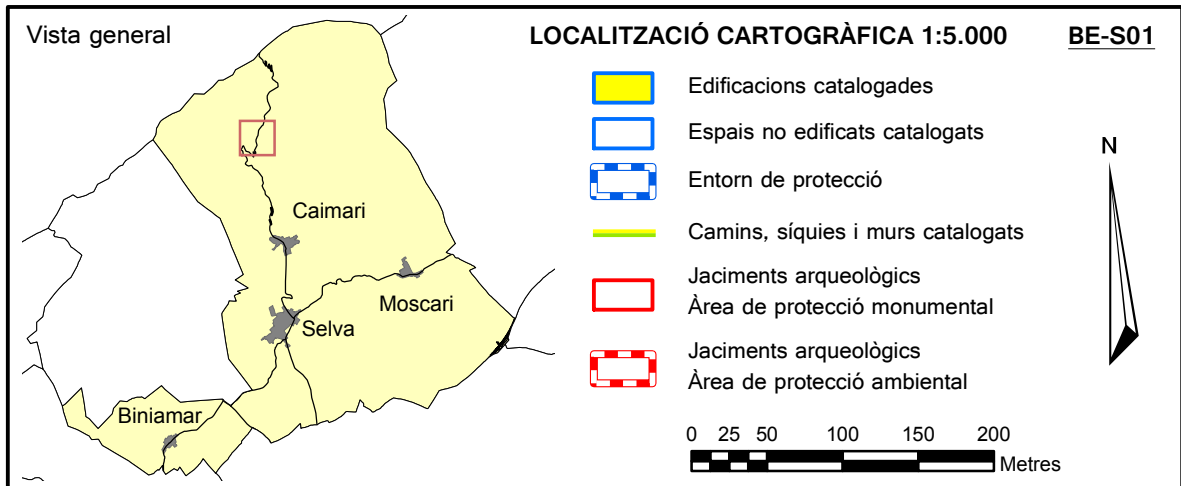 Vista general
LOCALITZACIÓ CARTOGRÀFICA 1:5.000
BE-S01
Edificacions catalogades
Espais no edificats catalogats
Entorn de protecció
Camins, síquies i murs catalogats
Jaciments arqueològics
Àrea de protecció monumental
Jaciments arqueològics
Àrea de protecció ambiental
N
Caimari
Moscari
Selva
Biniamar
0 25 50 100 150 200
Metres